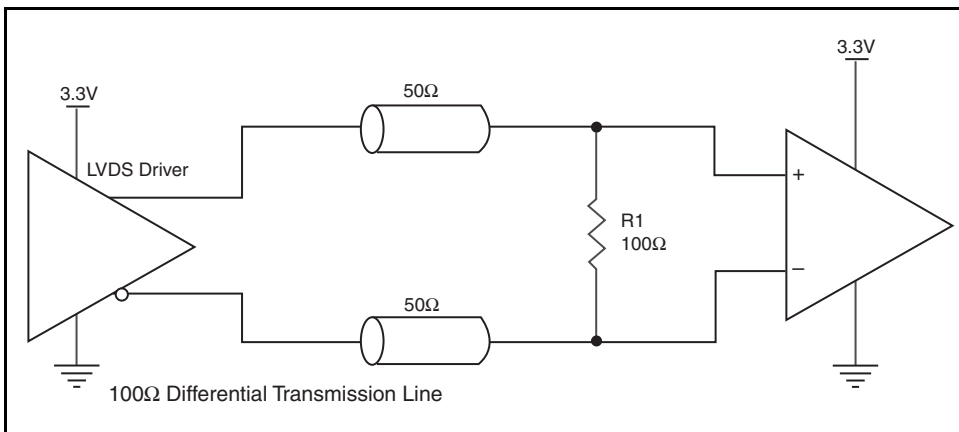 3.3V
3.3V
50Ω
LVDS Driver
+
R1
100Ω
−
50Ω
100Ω Differential Transmission Line